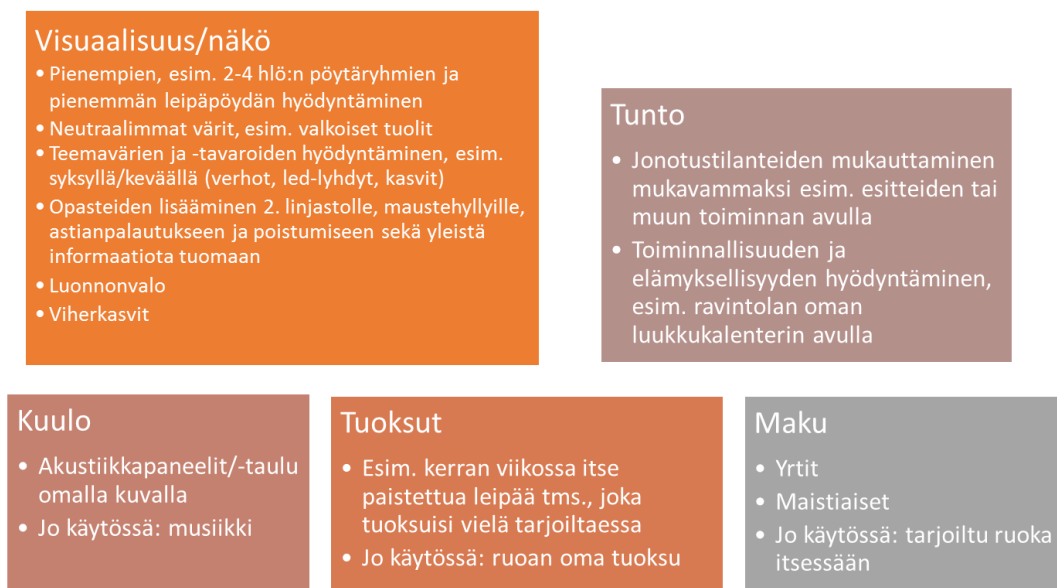 Visuaalisuus/näkö
• Pienempien, esim. 2-4 hlö:n pöytäryhmien ja
pienemmän leipäpöydän hyödyntäminen
• Neutraalimmat värit, esim. valkoiset tuolit
• Teemavärien ja -tavaroiden hyödyntäminen, esim.
syksyllä/keväällä (verhot, led-lyhdyt, kasvit)
• Opasteiden lisääminen 2. linjastolle, maustehyllyille,
astianpalautukseen ja poistumiseen sekä yleistä
informaatiota tuomaan
• Luonnonvalo
• Viherkasvit
Tunto
• Jonotustilanteiden mukauttaminen
mukavammaksi esim. esitteiden tai
muun toiminnan avulla
• Toiminnallisuuden ja
elämyksellisyyden hyödyntäminen,
esim. ravintolan oman
luukkukalenterin avulla
Kuulo
• Akustiikkapaneelit/-taulu
omalla kuvalla
• Jo käytössä: musiikki
Tuoksut
• Esim. kerran viikossa itse
paistettua leipää tms., joka
tuoksuisi vielä tarjoiltaessa
• Jo käytössä: ruoan oma tuoksu
Maku
• Yrtit
• Maistiaiset
• Jo käytössä: tarjoiltu ruoka
itsessään